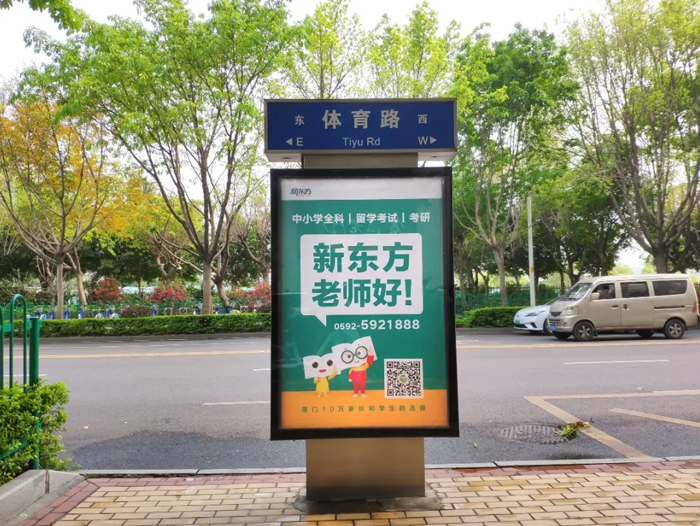 东 体育路 西
◀E Tiyu Rd W▶
新东方
中小学全科 | 留学考试 | 考研
新东方
老师好!
0592-5921888
厦门10万家长和学生的选择